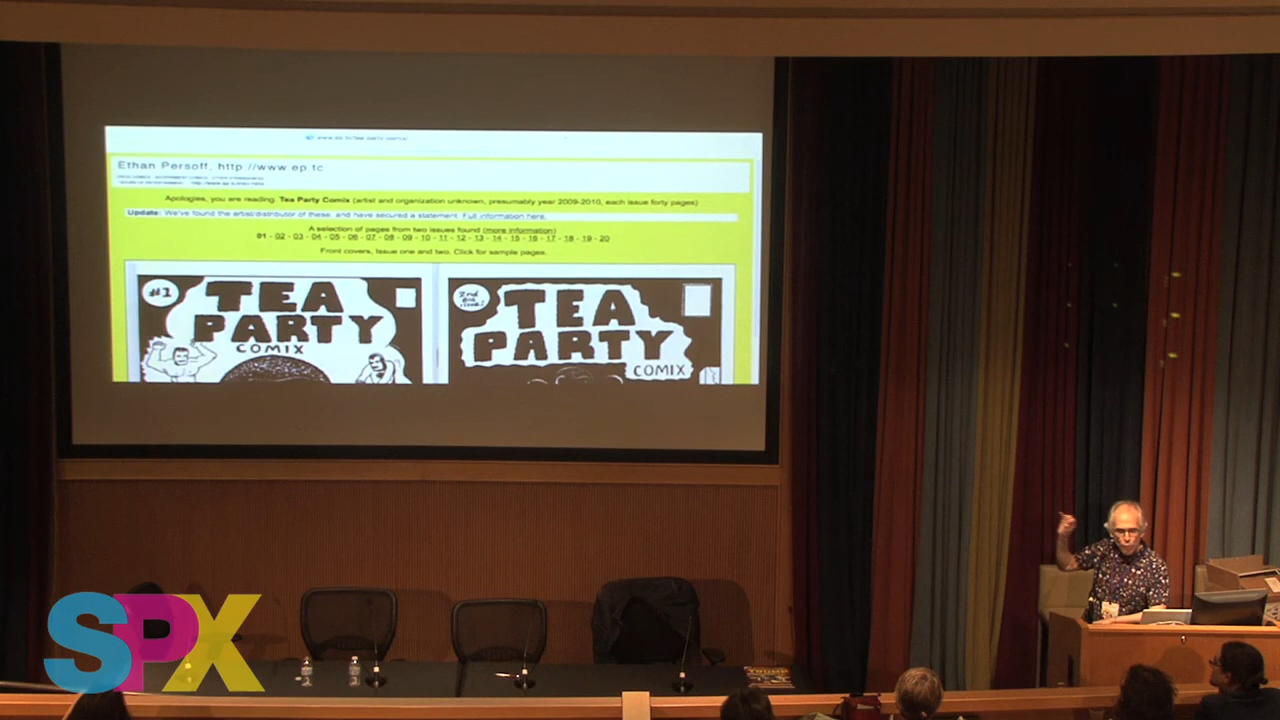 Ethan Persoff, http://www.ep.tc
Apologies, you are reading: Tea Party Comix (artist and organization unknown, presumably year 2009-2010, each issue forty pages)
Update: We've found the artist/distributor of these, and have secured a statement. Full information here.
A selection of pages from two issues found (more information)
01 - 02 - 03 - 04 - 05 - 06 - 07 - 08 - 09 - 10 - 11 - 12 - 13 - 14 - 15 - 16 - 17 - 18 - 19 - 20
Front covers, Issue one and two. Click for sample pages.
#1
TEA
PARTY
COMIX
2nd
BIG
ISSUE!
TEA
PARTY
COMIX
SPX
TRUMP